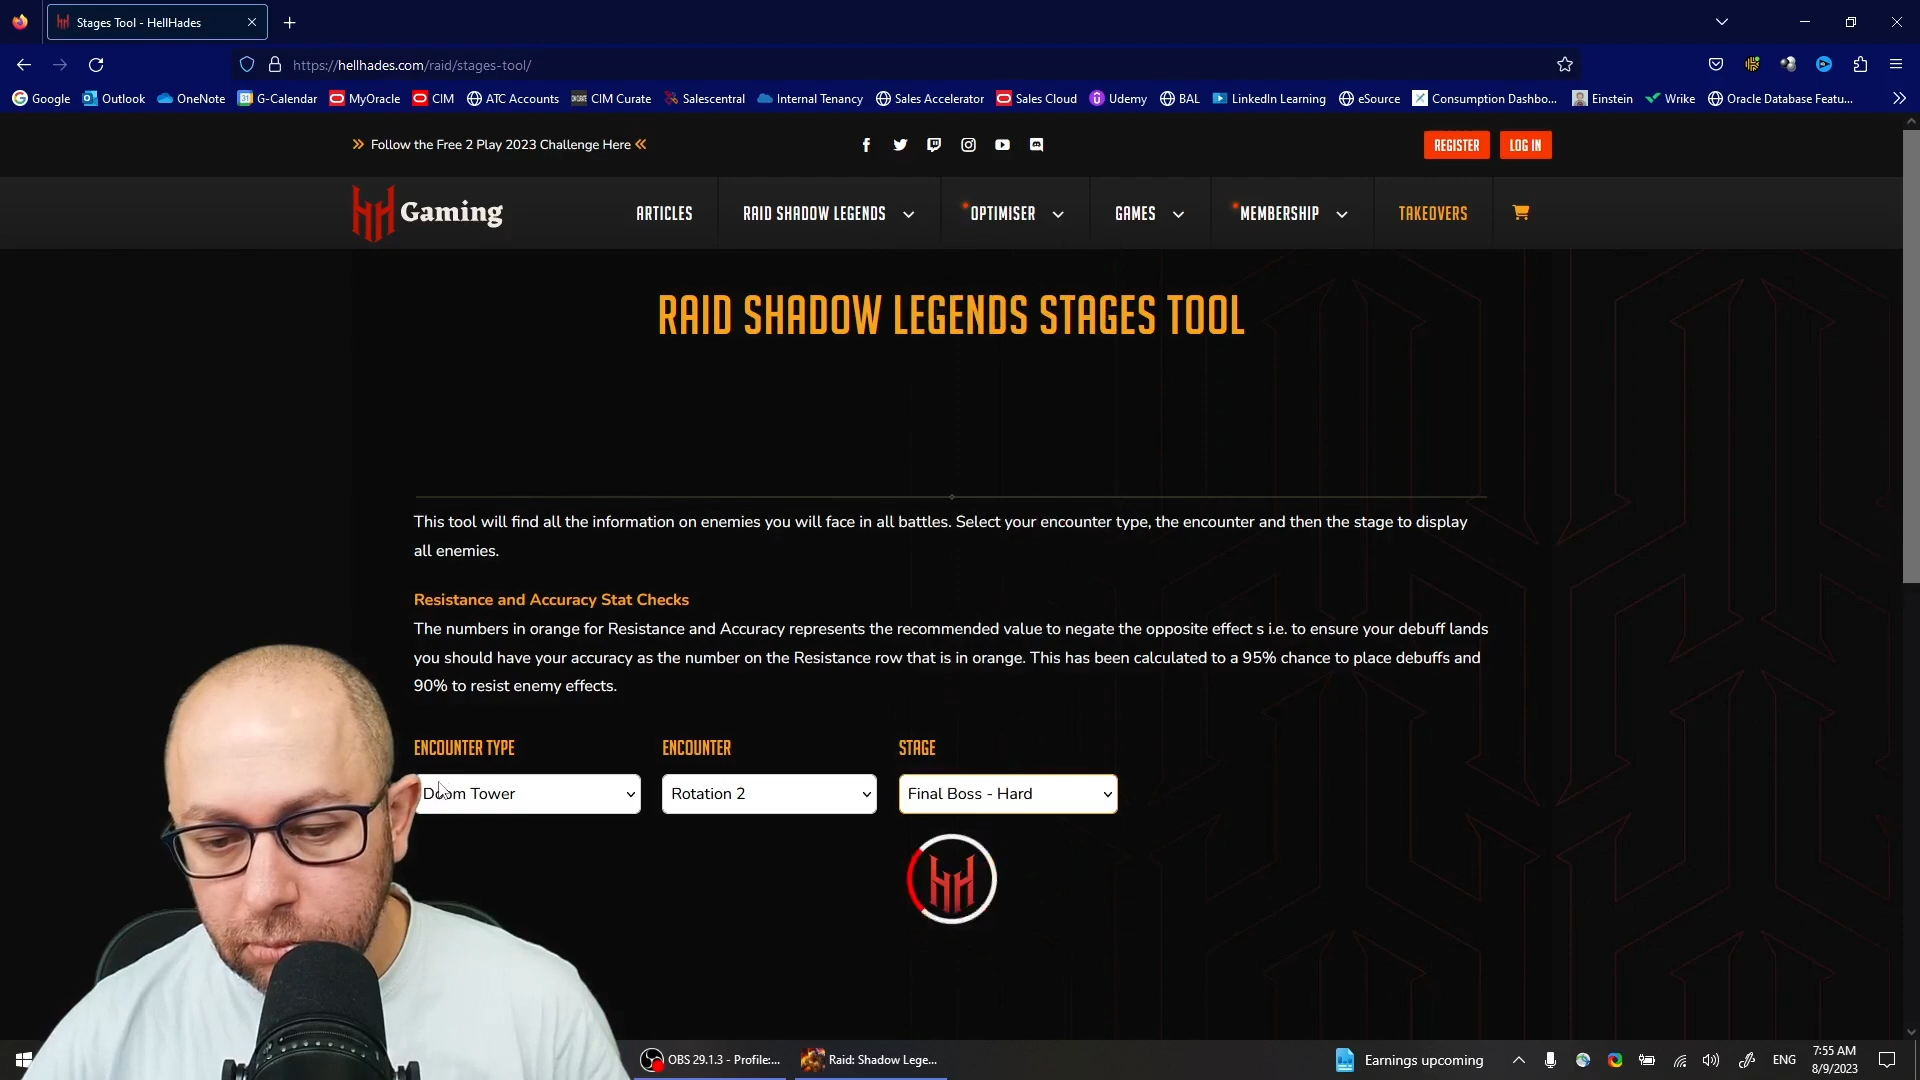 Stages Tool - HellHades
https://hellhades.com/raid/stages-tool/
Google Outlook OneNote G-Calendar MyOracle CIM ATC Accounts CIM Curate Salescentral Internal Tenancy Sales Accelerator Sales Cloud Udemy BAL LinkedIn Learning eSource Consumption Dashbo... Einstein Wrike Oracle Database Featu...
Follow the Free 2 Play 2023 Challenge Here
REGISTER LOG IN
Gaming ARTICLES RAID SHADOW LEGENDS OPTIMISER GAMES MEMBERSHIP TAKEOVERS
RAID SHADOW LEGENDS STAGES TOOL
This tool will find all the information on enemies you will face in all battles. Select your encounter type, the encounter and then the stage to display
all enemies.
Resistance and Accuracy Stat Checks
The numbers in orange for Resistance and Accuracy represents the recommended value to negate the opposite effect s i.e. to ensure your debuff lands
you should have your accuracy as the number on the Resistance row that is in orange. This has been calculated to a 95% chance to place debuffs and
90% to resist enemy effects.
ENCOUNTER TYPE ENCOUNTER STAGE
Doom Tower Rotation 2 Final Boss - Hard
OBS 29.1.3 - Profile:... Raid: Shadow Lege... Earnings upcoming ENG 7:55 AM
8/9/2023